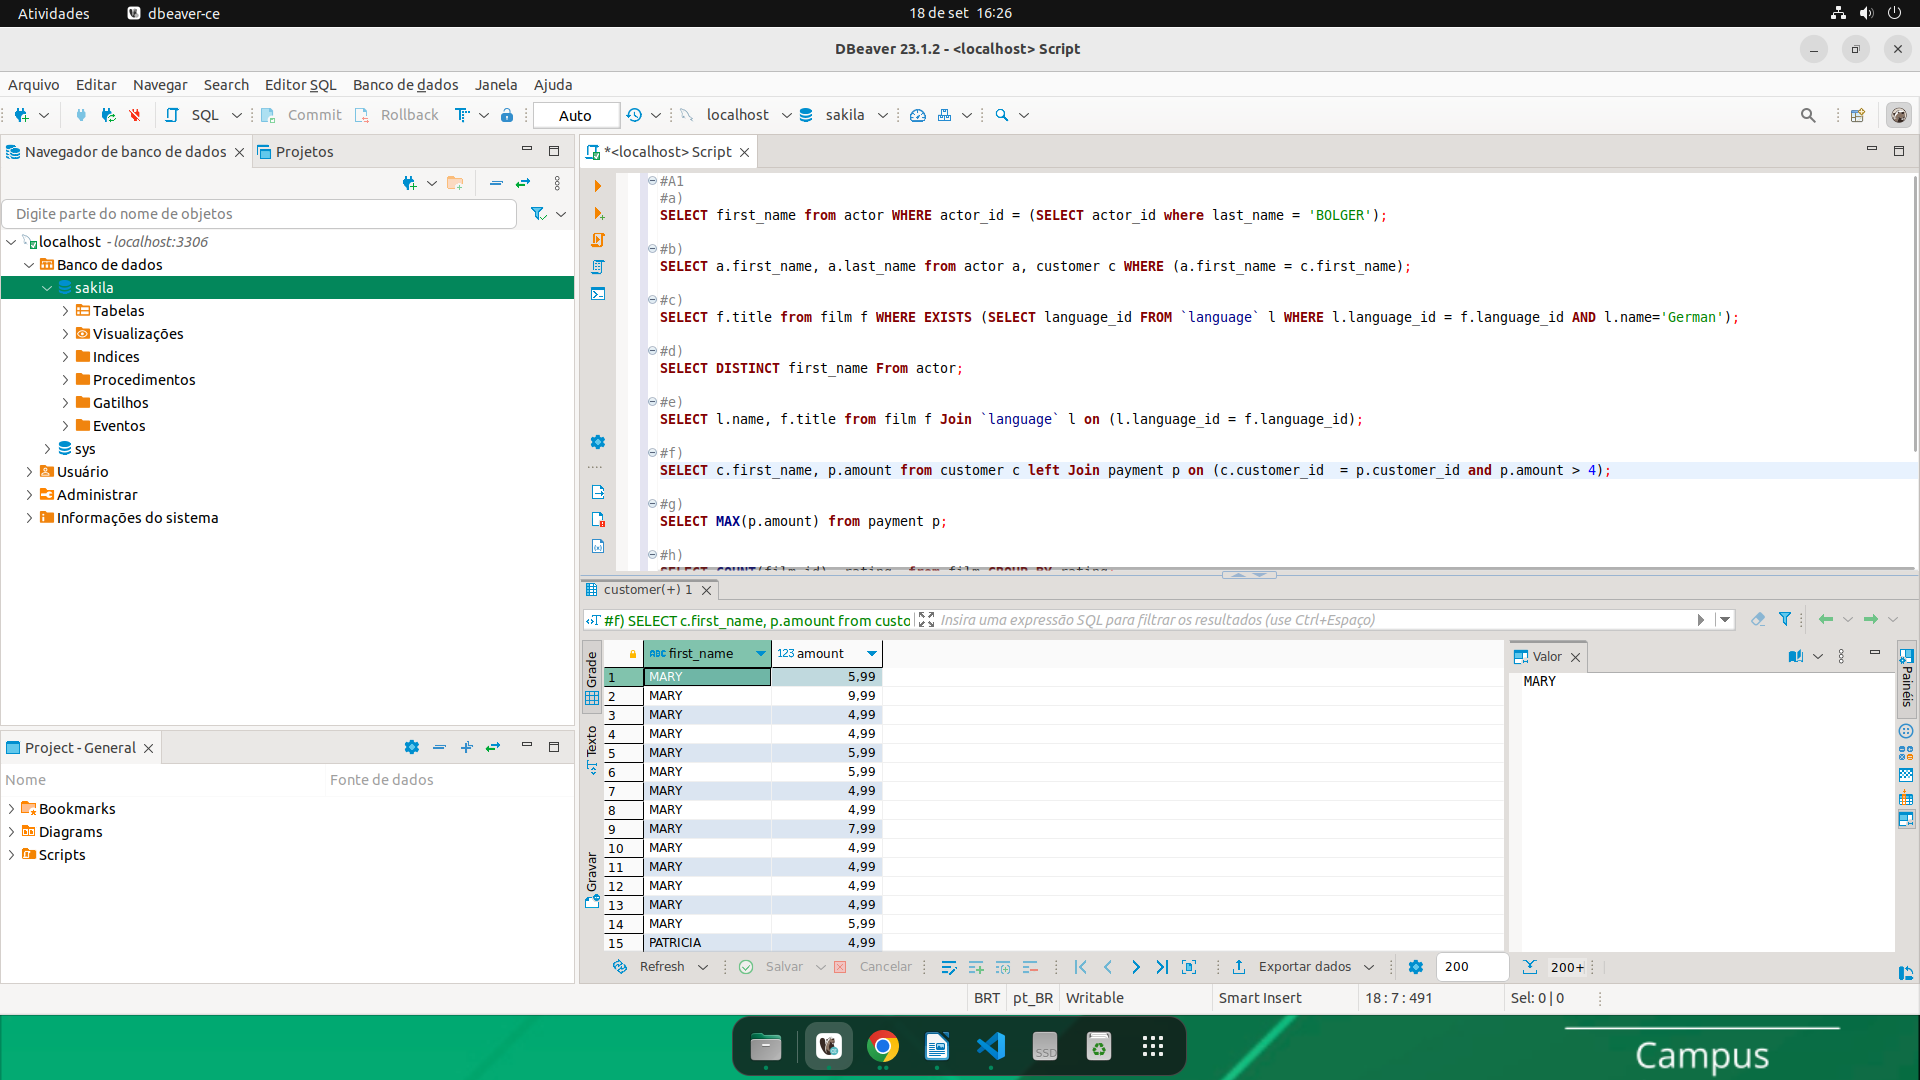 Atividades dbeaver-ce 18 de set 16:26
DBeaver 23.1.2 - <localhost> Script
Arquivo Editar Navegar Search Editor SQL Banco de dados Janela Ajuda
SQL Commit Rollback Auto localhost sakila
Navegador de banco de dados Projetos
Digite parte do nome de objetos
localhost - localhost:3306
Banco de dados
sakila
Tabelas
Visualizações
Indices
Procedimentos
Gatilhos
Eventos
sys
Usuário
Administrar
Informações do sistema
Project - General
Nome Fonte de dados
Bookmarks
Diagrams
Scripts
*<localhost> Script
#A1
#a)
SELECT first_name from actor WHERE actor_id = (SELECT actor_id where last_name = 'BOLGER');
#b)
SELECT a.first_name, a.last_name from actor a, customer c WHERE (a.first_name = c.first_name);
#c)
SELECT f.title from film f WHERE EXISTS (SELECT language_id FROM `language` l WHERE l.language_id = f.language_id AND l.name='German');
#d)
SELECT DISTINCT first_name From actor;
#e)
SELECT l.name, f.title from film f Join `language` l on (l.language_id = f.language_id);
#f)
SELECT c.first_name, p.amount from customer c left Join payment p on (c.customer_id  = p.customer_id and p.amount > 4);
#g)
SELECT MAX(p.amount) from payment p;
#h)
SELECT COUNT(film_id), rating  from film GROUP BY rating;
customer(+) 1
#f) SELECT c.first_name, p.amount from custo Insira uma expressão SQL para filtrar os resultados (use Ctrl+Espaço)
Grade
Texto
Gravar
ABC first_name 123 amount
1 MARY 5,99
2 MARY 9,99
3 MARY 4,99
4 MARY 4,99
5 MARY 5,99
6 MARY 5,99
7 MARY 4,99
8 MARY 4,99
9 MARY 7,99
10 MARY 4,99
11 MARY 4,99
12 MARY 4,99
13 MARY 4,99
14 MARY 5,99
15 PATRICIA 4,99
Valor
MARY
Painéis
Refresh Salvar Cancelar Exportar dados 200 200+
BRT pt_BR Writable Smart Insert 18 : 7 : 491 Sel: 0 | 0
SSD
Campus